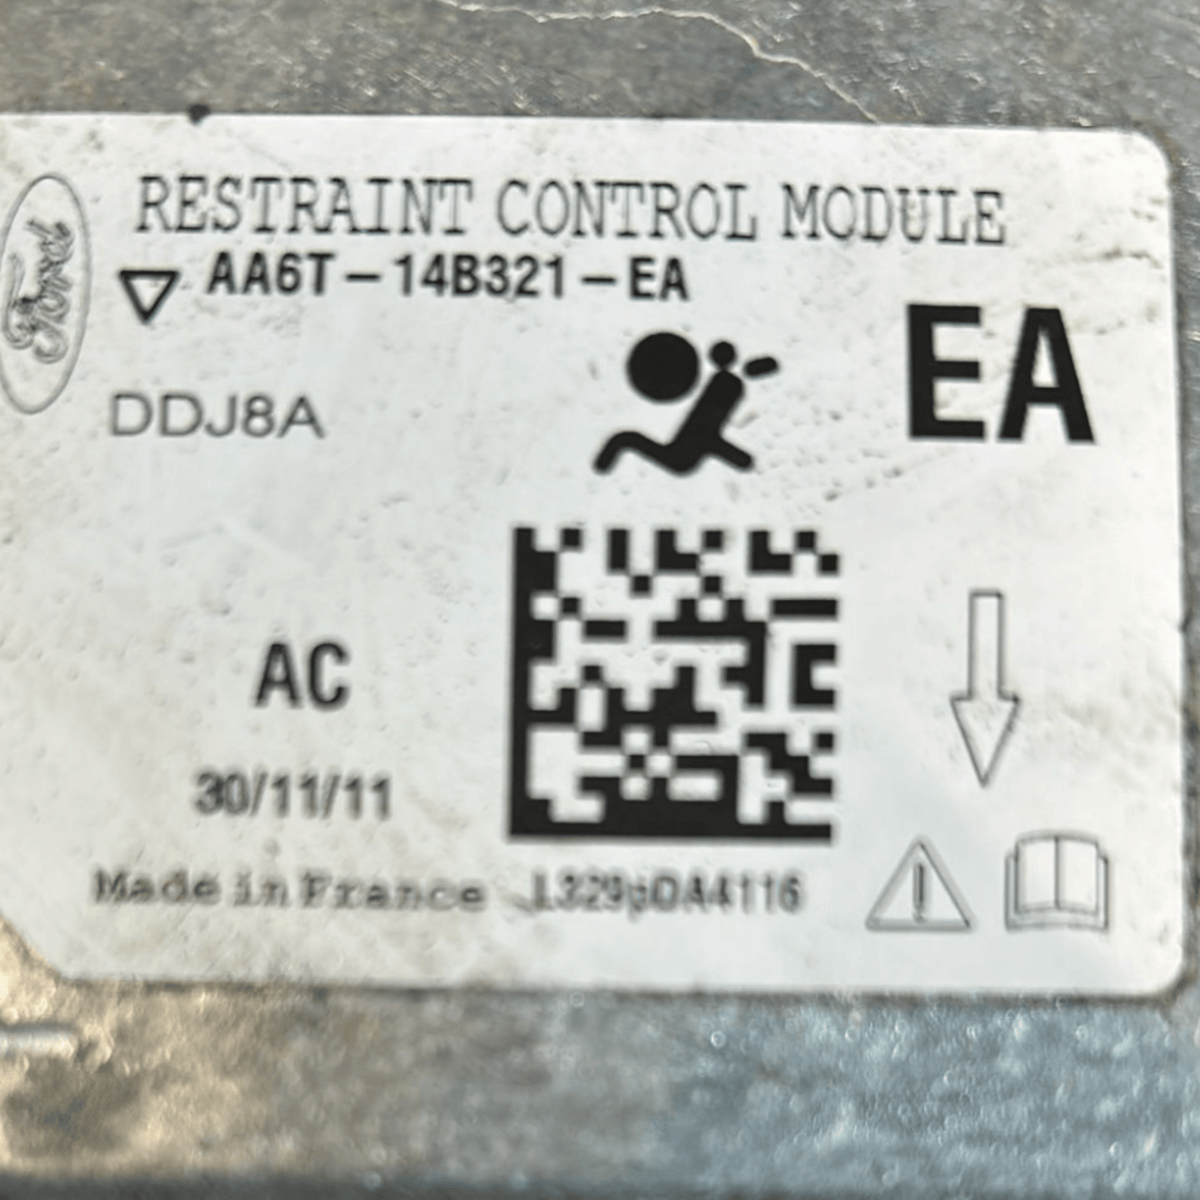 Ford
RESTRAINT CONTROL MODULE
AA6T-14B321-EA
EA
DDJ8A
AC
30/11/11
Made in France